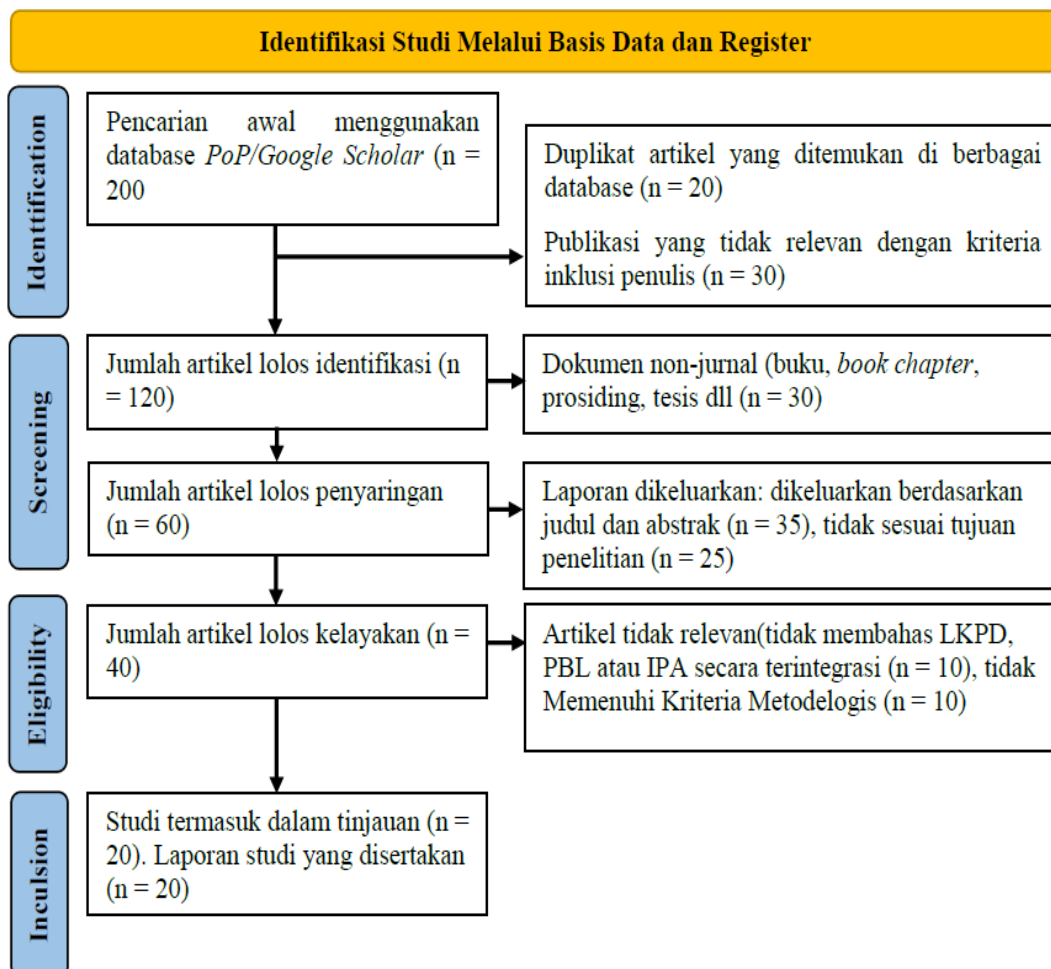 Identifikasi Studi Melalui Basis Data dan Register
Identtification
Pencarian awal menggunakan
database PoP/Google Scholar (n =
200
Duplikat artikel yang ditemukan di berbagai
database (n = 20)
Publikasi yang tidak relevan dengan kriteria
inklusi penulis (n = 30)
Screening
Jumlah artikel lolos identifikasi (n
= 120)
Dokumen non-jurnal (buku, book chapter,
prosiding, tesis dll (n = 30)
Jumlah artikel lolos penyaringan
(n = 60)
Laporan dikeluarkan: dikeluarkan berdasarkan
judul dan abstrak (n = 35), tidak sesuai tujuan
penelitian (n = 25)
Eligibility
Jumlah artikel lolos kelayakan (n =
40)
Artikel tidak relevan(tidak membahas LKPD,
PBL atau IPA secara terintegrasi (n = 10), tidak
Memenuhi Kriteria Metodelogis (n = 10)
Inculsion
Studi termasuk dalam tinjauan (n =
20). Laporan studi yang disertakan
(n = 20)